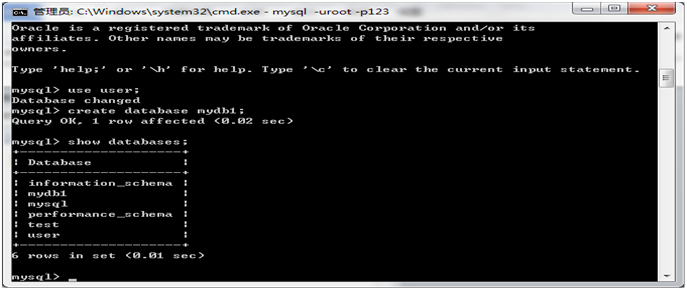 管理员: C:\Windows\system32\cmd.exe - mysql -uroot -p123
Oracle is a registered trademark of Oracle Corporation and/or its
affiliates. Other names may be trademarks of their respective
owners.
Type 'help;' or '\h' for help. Type '\c' to clear the current input statement.
mysql> use user;
Database changed
mysql> create database mydb1;
Query OK, 1 row affected (0.02 sec)
mysql> show databases;
+--------------------+
| Database           |
+--------------------+
| information_schema |
| mydb1              |
| mysql              |
| performance_schema |
| test               |
| user               |
+--------------------+
6 rows in set (0.01 sec)
mysql> _